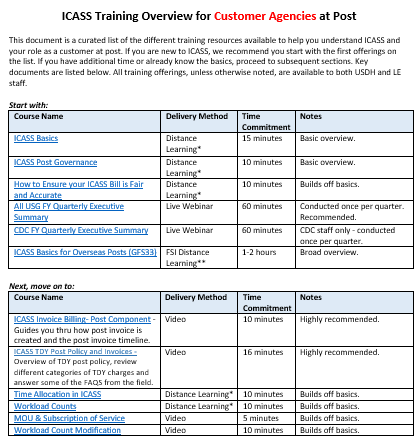 ICASS Training Overview for Customer Agencies at Post
This document is a curated list of the different training resources available to help you understand ICASS and
your role as a customer at post. If you are new to ICASS, we recommend you start with the first offerings on
the list. If you have additional time or already know the basics, proceed to subsequent sections. Key
documents are listed below. All training offerings, unless otherwise noted, are available to both USDH and LE
staff.
Start with:
Course Name Delivery Method Time Commitment Notes
ICASS Basics Distance Learning* 15 minutes Basic overview.
ICASS Post Governance Distance Learning* 10 minutes Basic overview.
How to Ensure your ICASS Bill is Fair and Accurate Distance Learning* 10 minutes Builds off basics.
All USG FY Quarterly Executive Summary Live Webinar 60 minutes Conducted once per quarter. Recommended.
CDC FY Quarterly Executive Summary Live Webinar 60 minutes CDC staff only - conducted once per quarter.
ICASS Basics for Overseas Posts (GFS33) FSI Distance Learning** 1-2 hours Broad overview.
Next, move on to:
Course Name Delivery Method Time Commitment Notes
ICASS Invoice Billing- Post Component - Guides you thru how post invoice is created and the post invoice timeline. Video 10 minutes Highly recommended.
ICASS TDY Post Policy and Invoices – Overview of TDY post policy, review different categories of TDY charges and answer some of the FAQS from the field. Video 16 minutes Highly recommended.
Time Allocation in ICASS Distance Learning* 10 minutes Builds off basics.
Workload Counts Distance Learning* 10 minutes Builds off basics.
MOU & Subscription of Service Video 5 minutes Builds off basics.
Workload Count Modification Video 10 minutes Builds off basics.